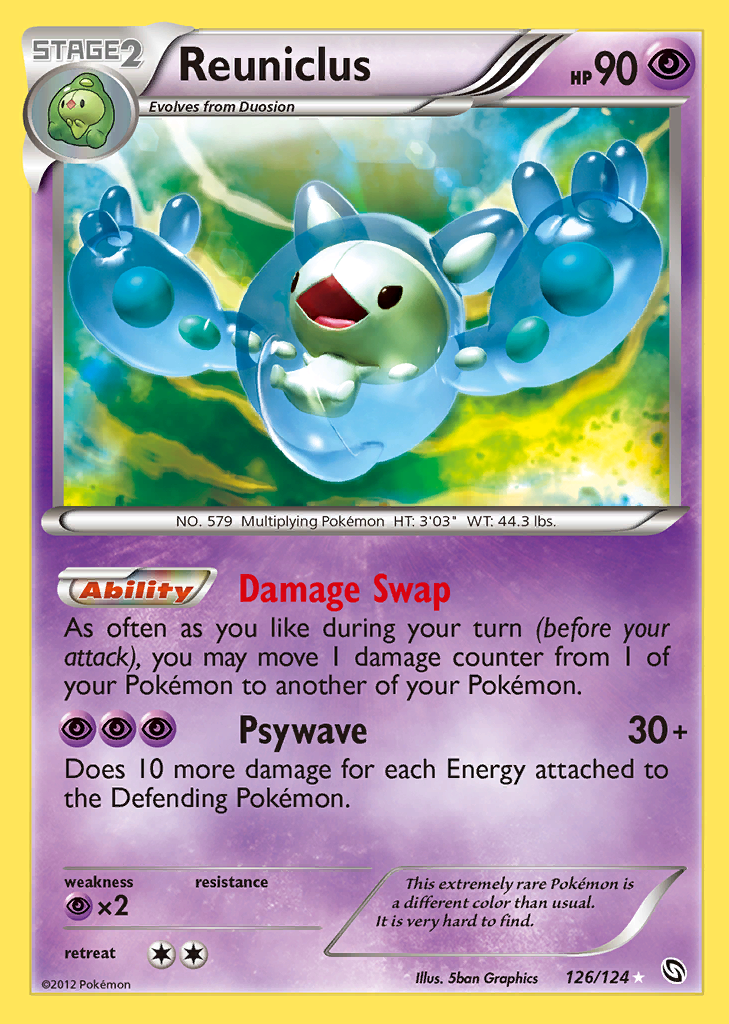 STAGE2
Reuniclus
HP 90
Evolves from Duosion
NO. 579 Multiplying Pokémon HT: 3'03" WT: 44.3 lbs.
Ability Damage Swap
As often as you like during your turn (before your
attack), you may move 1 damage counter from 1 of
your Pokémon to another of your Pokémon.
Psywave 30+
Does 10 more damage for each Energy attached to
the Defending Pokémon.
weakness resistance
×2
This extremely rare Pokémon is
a different color than usual.
It is very hard to find.
retreat
©2012 Pokémon
Illus. 5ban Graphics 126/124